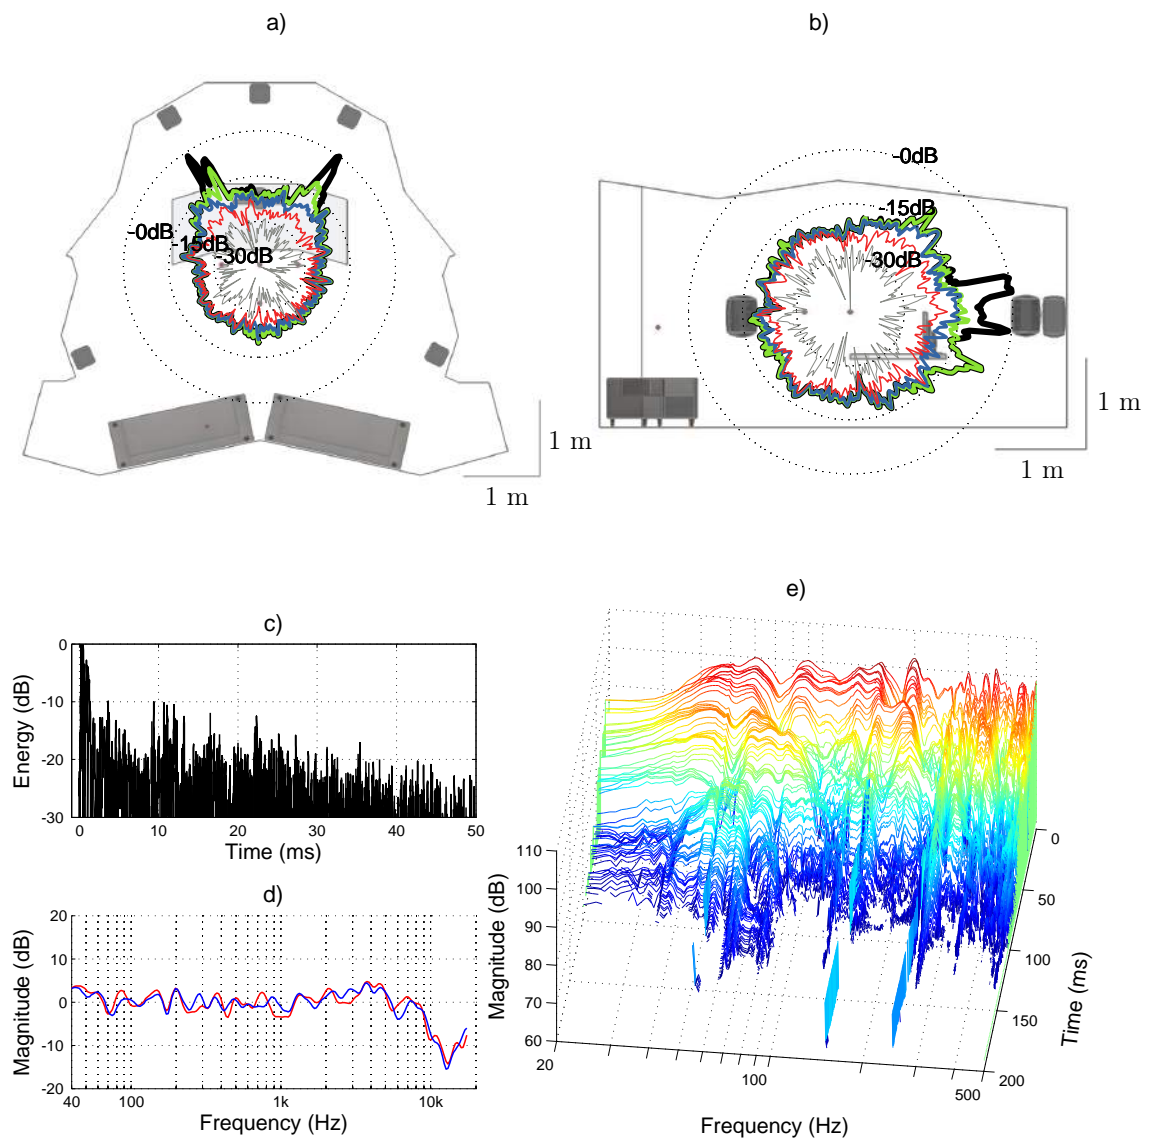 a)
b)
-0dB
-15dB
-30dB
1 m
1 m
-0dB
-15dB
-30dB
1 m
1 m
c)
Energy (dB)
0
-10
-20
-30
0 10 20 30 40 50
Time (ms)
d)
Magnitude (dB)
20
10
0
-10
-20
40 100 1k 10k
Frequency (Hz)
e)
Magnitude (dB)
110
100
90
80
70
60
20 100 500
Frequency (Hz)
0
50
100
150
200
Time (ms)